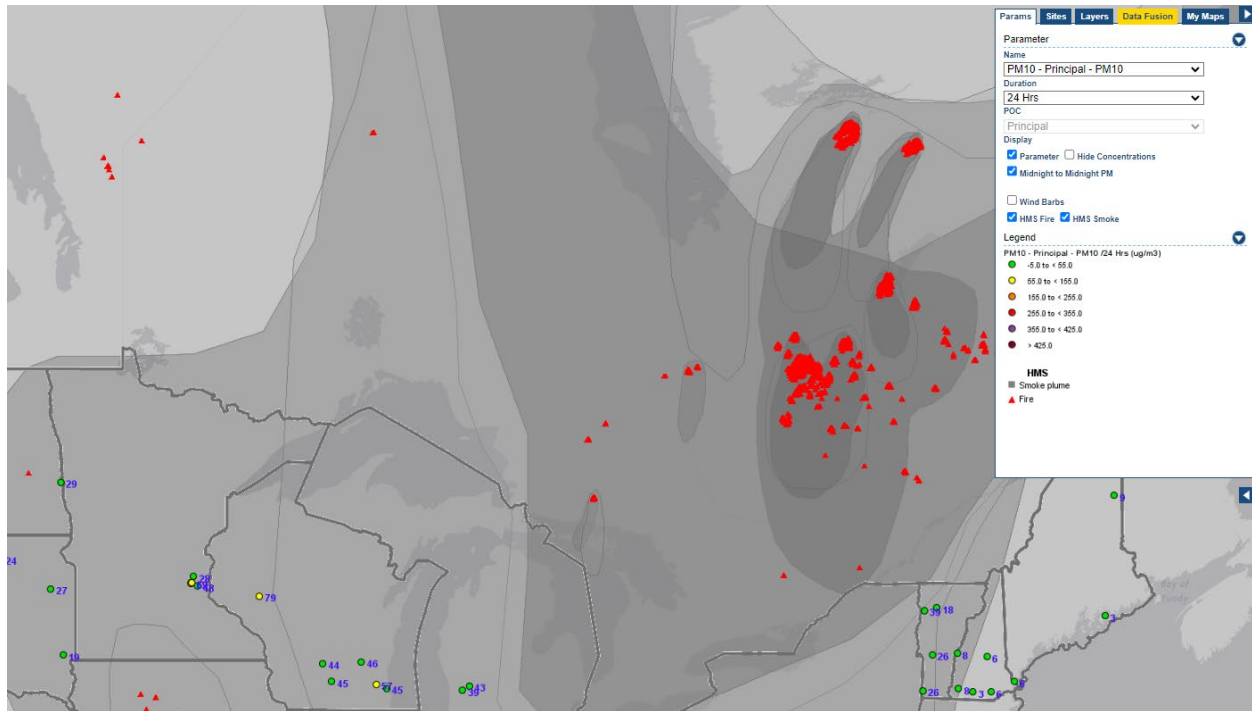 Params Sites Layers Data Fusion My Maps
Parameter
Name
PM10 - Principal - PM10
Duration
24 Hrs
POC
Principal
Display
Parameter Hide Concentrations
Midnight to Midnight PM
Wind Barbs
HMS Fire HMS Smoke
Legend
PM10 - Principal - PM10 /24 Hrs (ug/m3)
-5.0 to < 55.0
55.0 to < 155.0
155.0 to < 255.0
255.0 to < 355.0
355.0 to < 425.0
> 425.0
HMS
Smoke plume
Fire
29
9
24
27
28
48
79
Bay of
Fundy
39 18
3
19
44 46
26 8 6
45 57 45
39 43
26 8 3 6